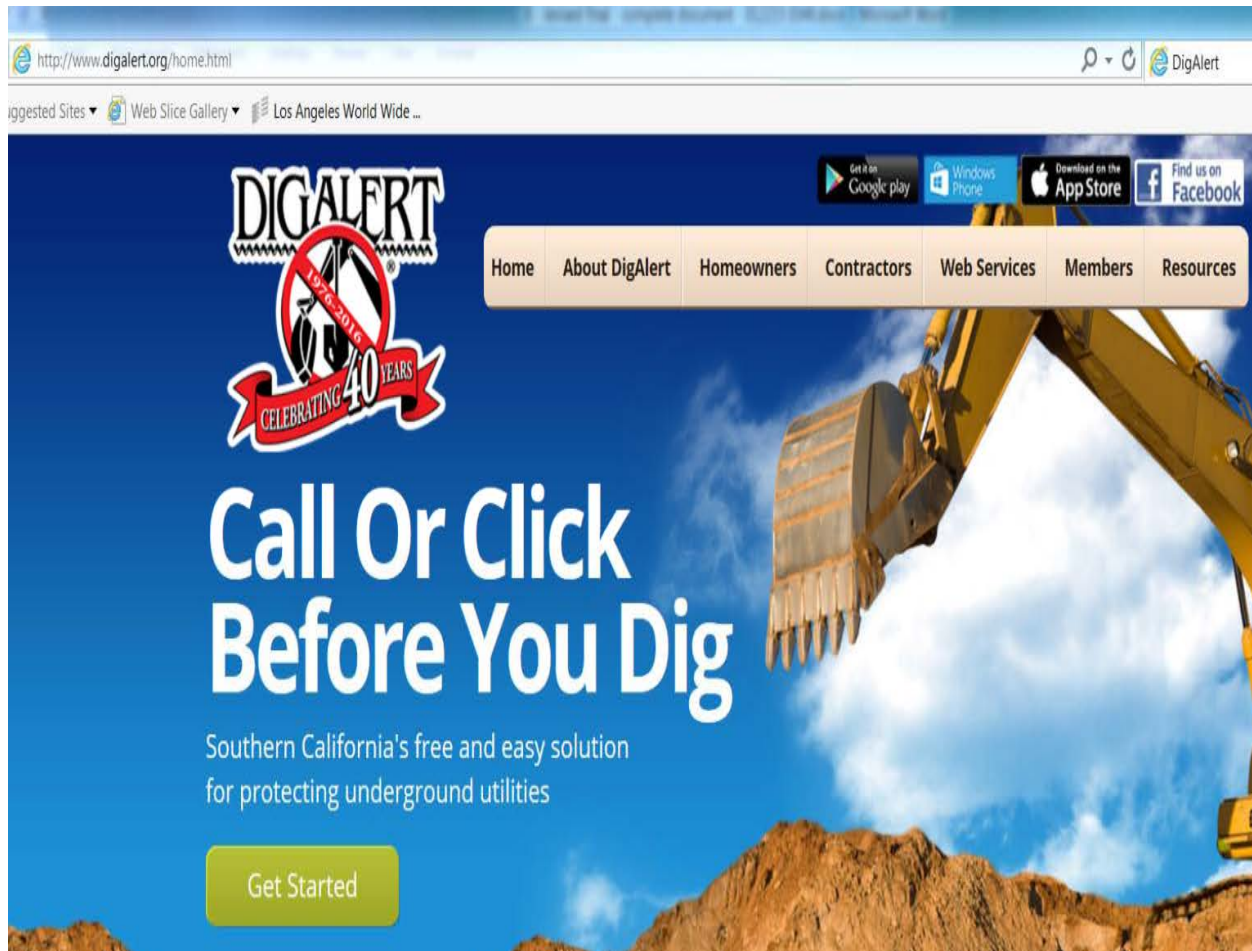 http://www.digalert.org/home.html
DigAlert
Web Slice Gallery
Los Angeles World Wide ...
Get it on
Google play
Windows
Phone
Download on the
App Store
Find us on
Facebook
DIGALERT
®
1976-2016
CELEBRATING 40 YEARS
Home
About DigAlert
Homeowners
Contractors
Web Services
Members
Resources
Call Or Click
Before You Dig
Southern California's free and easy solution
for protecting underground utilities
Get Started